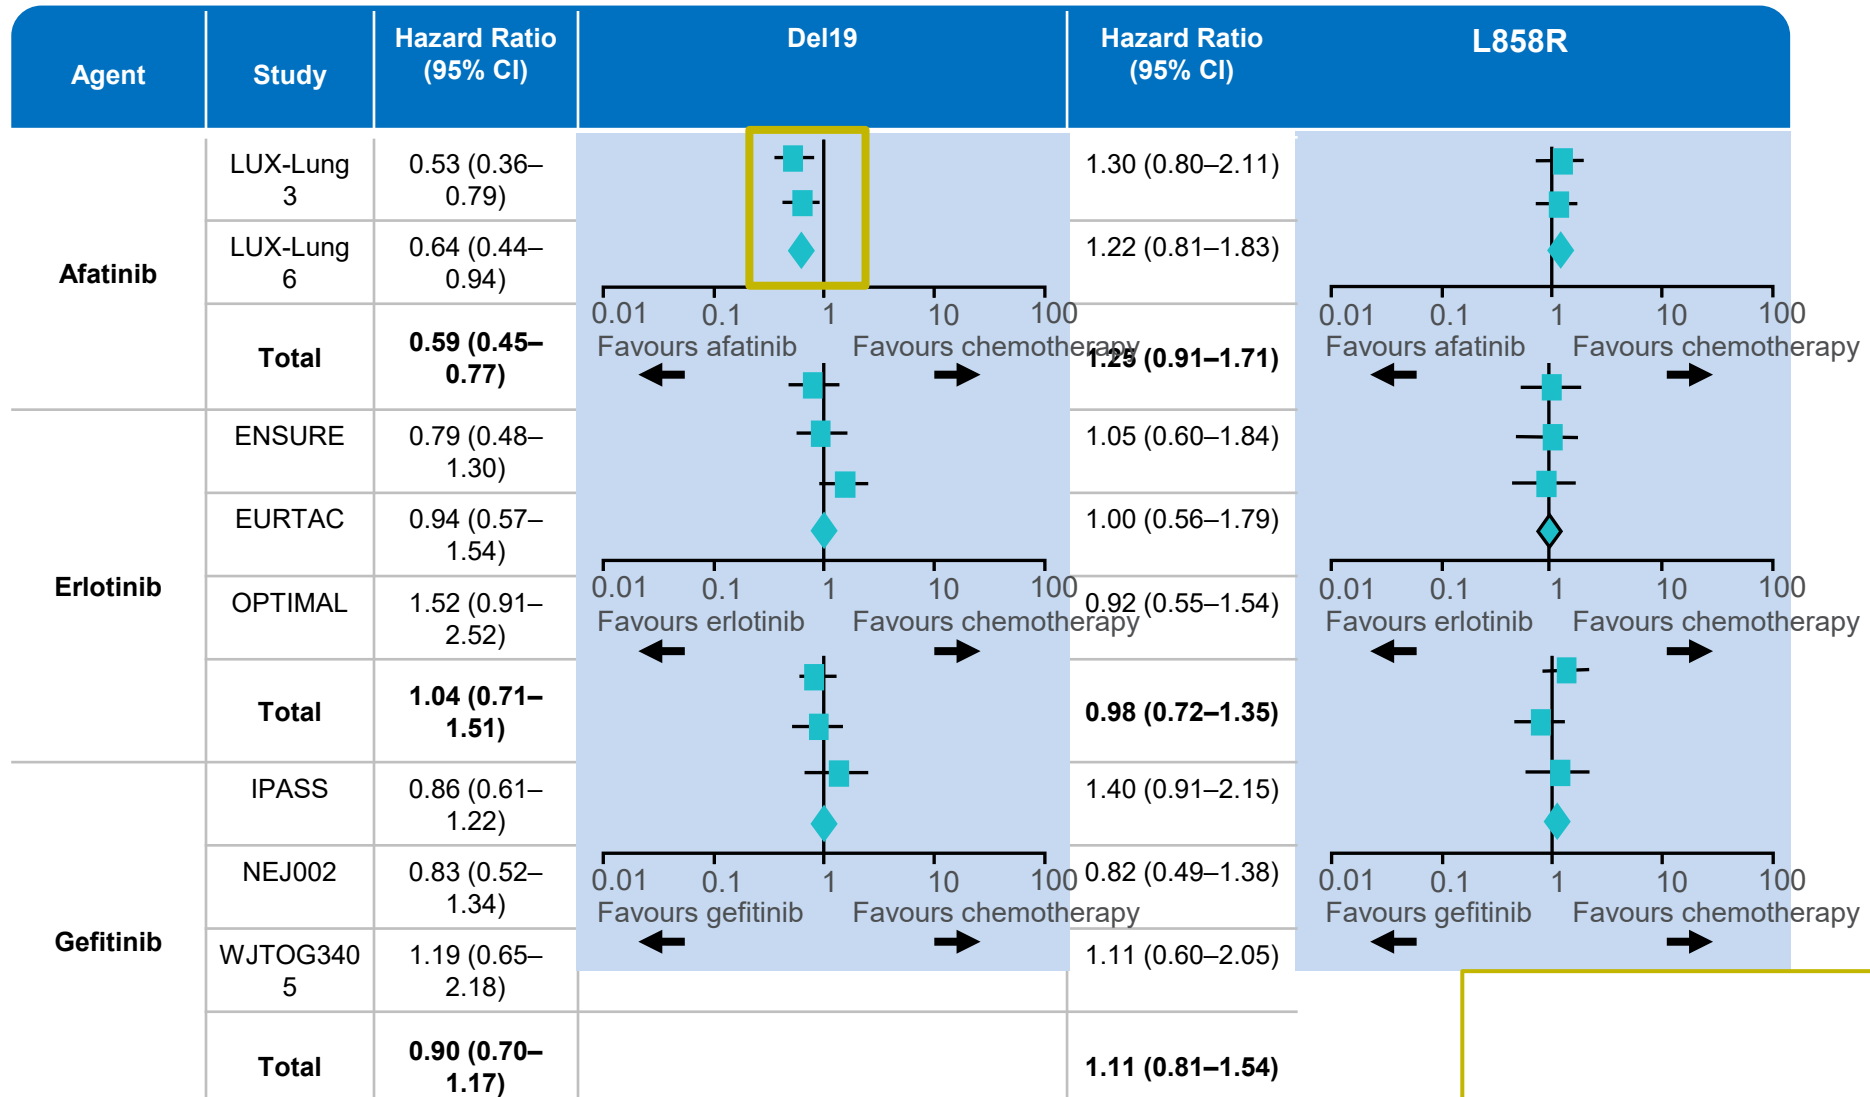 Agent
Study
Hazard Ratio
(95% CI)
Del19
Hazard Ratio
(95% CI)
L858R
Afatinib
LUX-Lung
3
0.53 (0.36–
0.79)
1.30 (0.80–2.11)
LUX-Lung
6
0.64 (0.44–
0.94)
1.22 (0.81–1.83)
Total
0.59 (0.45–
0.77)
1.25 (0.91–1.71)
0.01 0.1 1 10 100
Favours afatinib Favours chemotherapy
0.01 0.1 1 10 100
Favours afatinib Favours chemotherapy
Erlotinib
ENSURE
0.79 (0.48–
1.30)
1.05 (0.60–1.84)
EURTAC
0.94 (0.57–
1.54)
1.00 (0.56–1.79)
OPTIMAL
1.52 (0.91–
2.52)
0.92 (0.55–1.54)
Total
1.04 (0.71–
1.51)
0.98 (0.72–1.35)
0.01 0.1 1 10 100
Favours erlotinib Favours chemotherapy
0.01 0.1 1 10 100
Favours erlotinib Favours chemotherapy
Gefitinib
IPASS
0.86 (0.61–
1.22)
1.40 (0.91–2.15)
NEJ002
0.83 (0.52–
1.34)
0.82 (0.49–1.38)
WJTOG340
5
1.19 (0.65–
2.18)
1.11 (0.60–2.05)
Total
0.90 (0.70–
1.17)
1.11 (0.81–1.54)
0.01 0.1 1 10 100
Favours gefitinib Favours chemotherapy
0.01 0.1 1 10 100
Favours gefitinib Favours chemotherapy